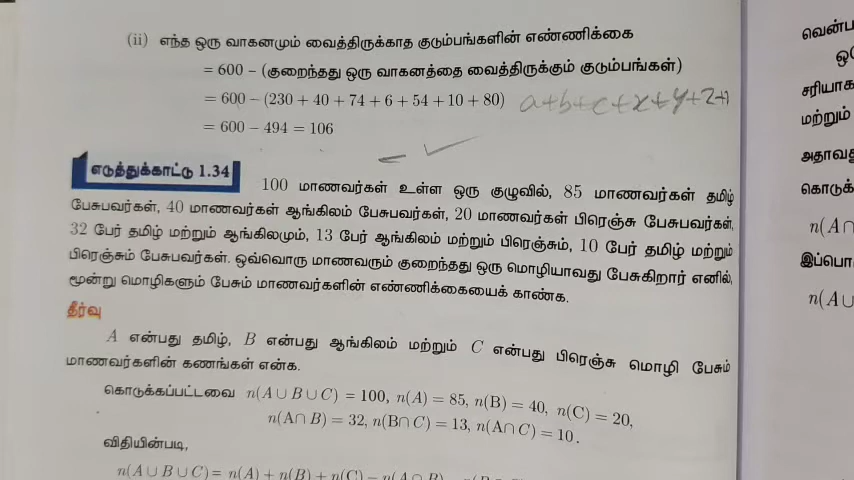 (ii) எந்த ஒரு வாகனமும் வைத்திருக்காத குடும்பங்களின் எண்ணிக்கை
= 600 − (குறைந்தது ஒரு வாகனத்தை வைத்திருக்கும் குடும்பங்கள்)
= 600 − (230 + 40 + 74 + 6 + 54 + 10 + 80) a+b+c+x+y+z+
= 600 − 494 = 106
எடுத்துக்காட்டு 1.34 100 மாணவர்கள் உள்ள ஒரு குழுவில், 85 மாணவர்கள் தமிழ்
பேசுபவர்கள், 40 மாணவர்கள் ஆங்கிலம் பேசுபவர்கள், 20 மாணவர்கள் பிரெஞ்சு பேசுபவர்கள்,
32 பேர் தமிழ் மற்றும் ஆங்கிலமும், 13 பேர் ஆங்கிலம் மற்றும் பிரெஞ்சும், 10 பேர் தமிழ் மற்றும்
பிரெஞ்சும் பேசுபவர்கள். ஒவ்வொரு மாணவரும் குறைந்தது ஒரு மொழியாவது பேசுகிறார் எனில்,
மூன்று மொழிகளும் பேசும் மாணவர்களின் எண்ணிக்கையைக் காண்க.
தீர்வு
A என்பது தமிழ், B என்பது ஆங்கிலம் மற்றும் C என்பது பிரெஞ்சு மொழி பேசும்
மாணவர்களின் கணங்கள் என்க.
கொடுக்கப்பட்டவை n(A ∪ B ∪ C) = 100, n(A) = 85, n(B) = 40, n(C) = 20,
n(A∩ B) = 32, n(B∩ C) = 13, n(A∩ C) = 10.
விதியின்படி,
n(A ∪ B ∪ C) = n(A) + n(B) + n(C) − n(A ∩ B)
சரியாக
மற்றும்
n(A∩
n(A∪